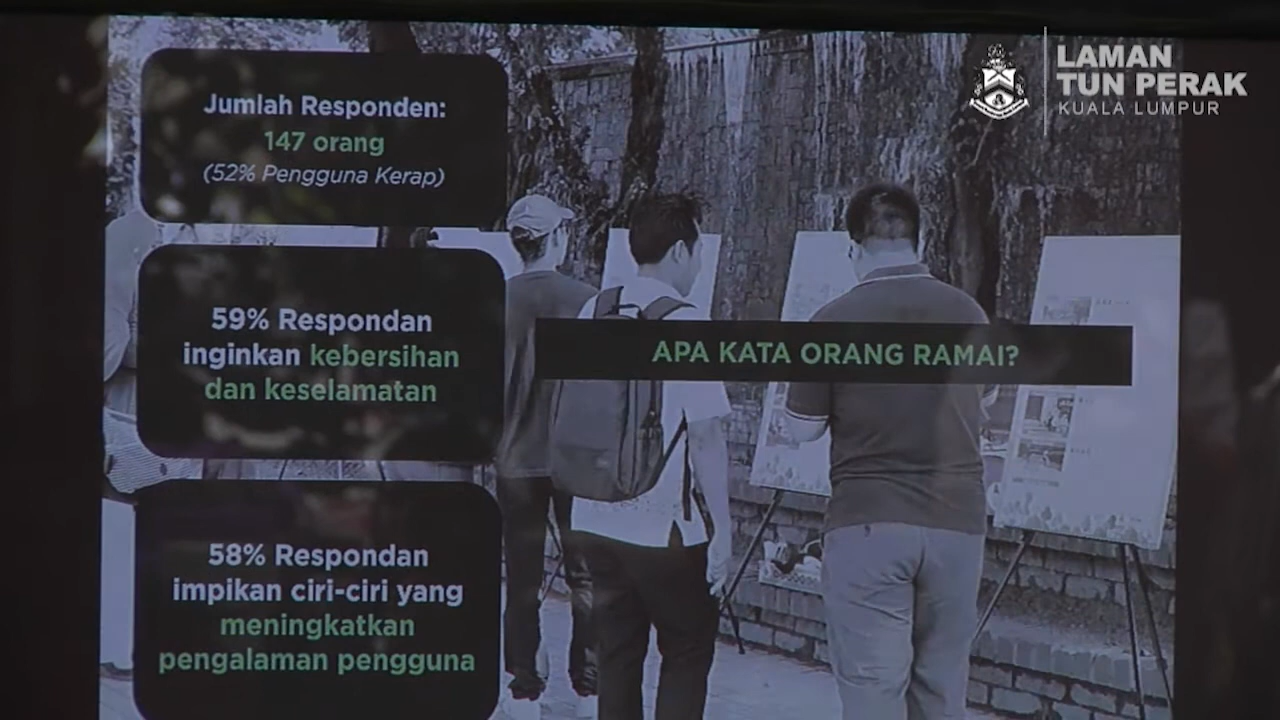 LAMAN
TUN PERAK
KUALA LUMPUR
Jumlah Responden:
147 orang
(52% Pengguna Kerap)
59% Respondan
inginkan kebersihan
dan keselamatan
58% Respondan
impikan ciri-ciri yang
meningkatkan
pengalaman pengguna
APA KATA ORANG RAMAI?